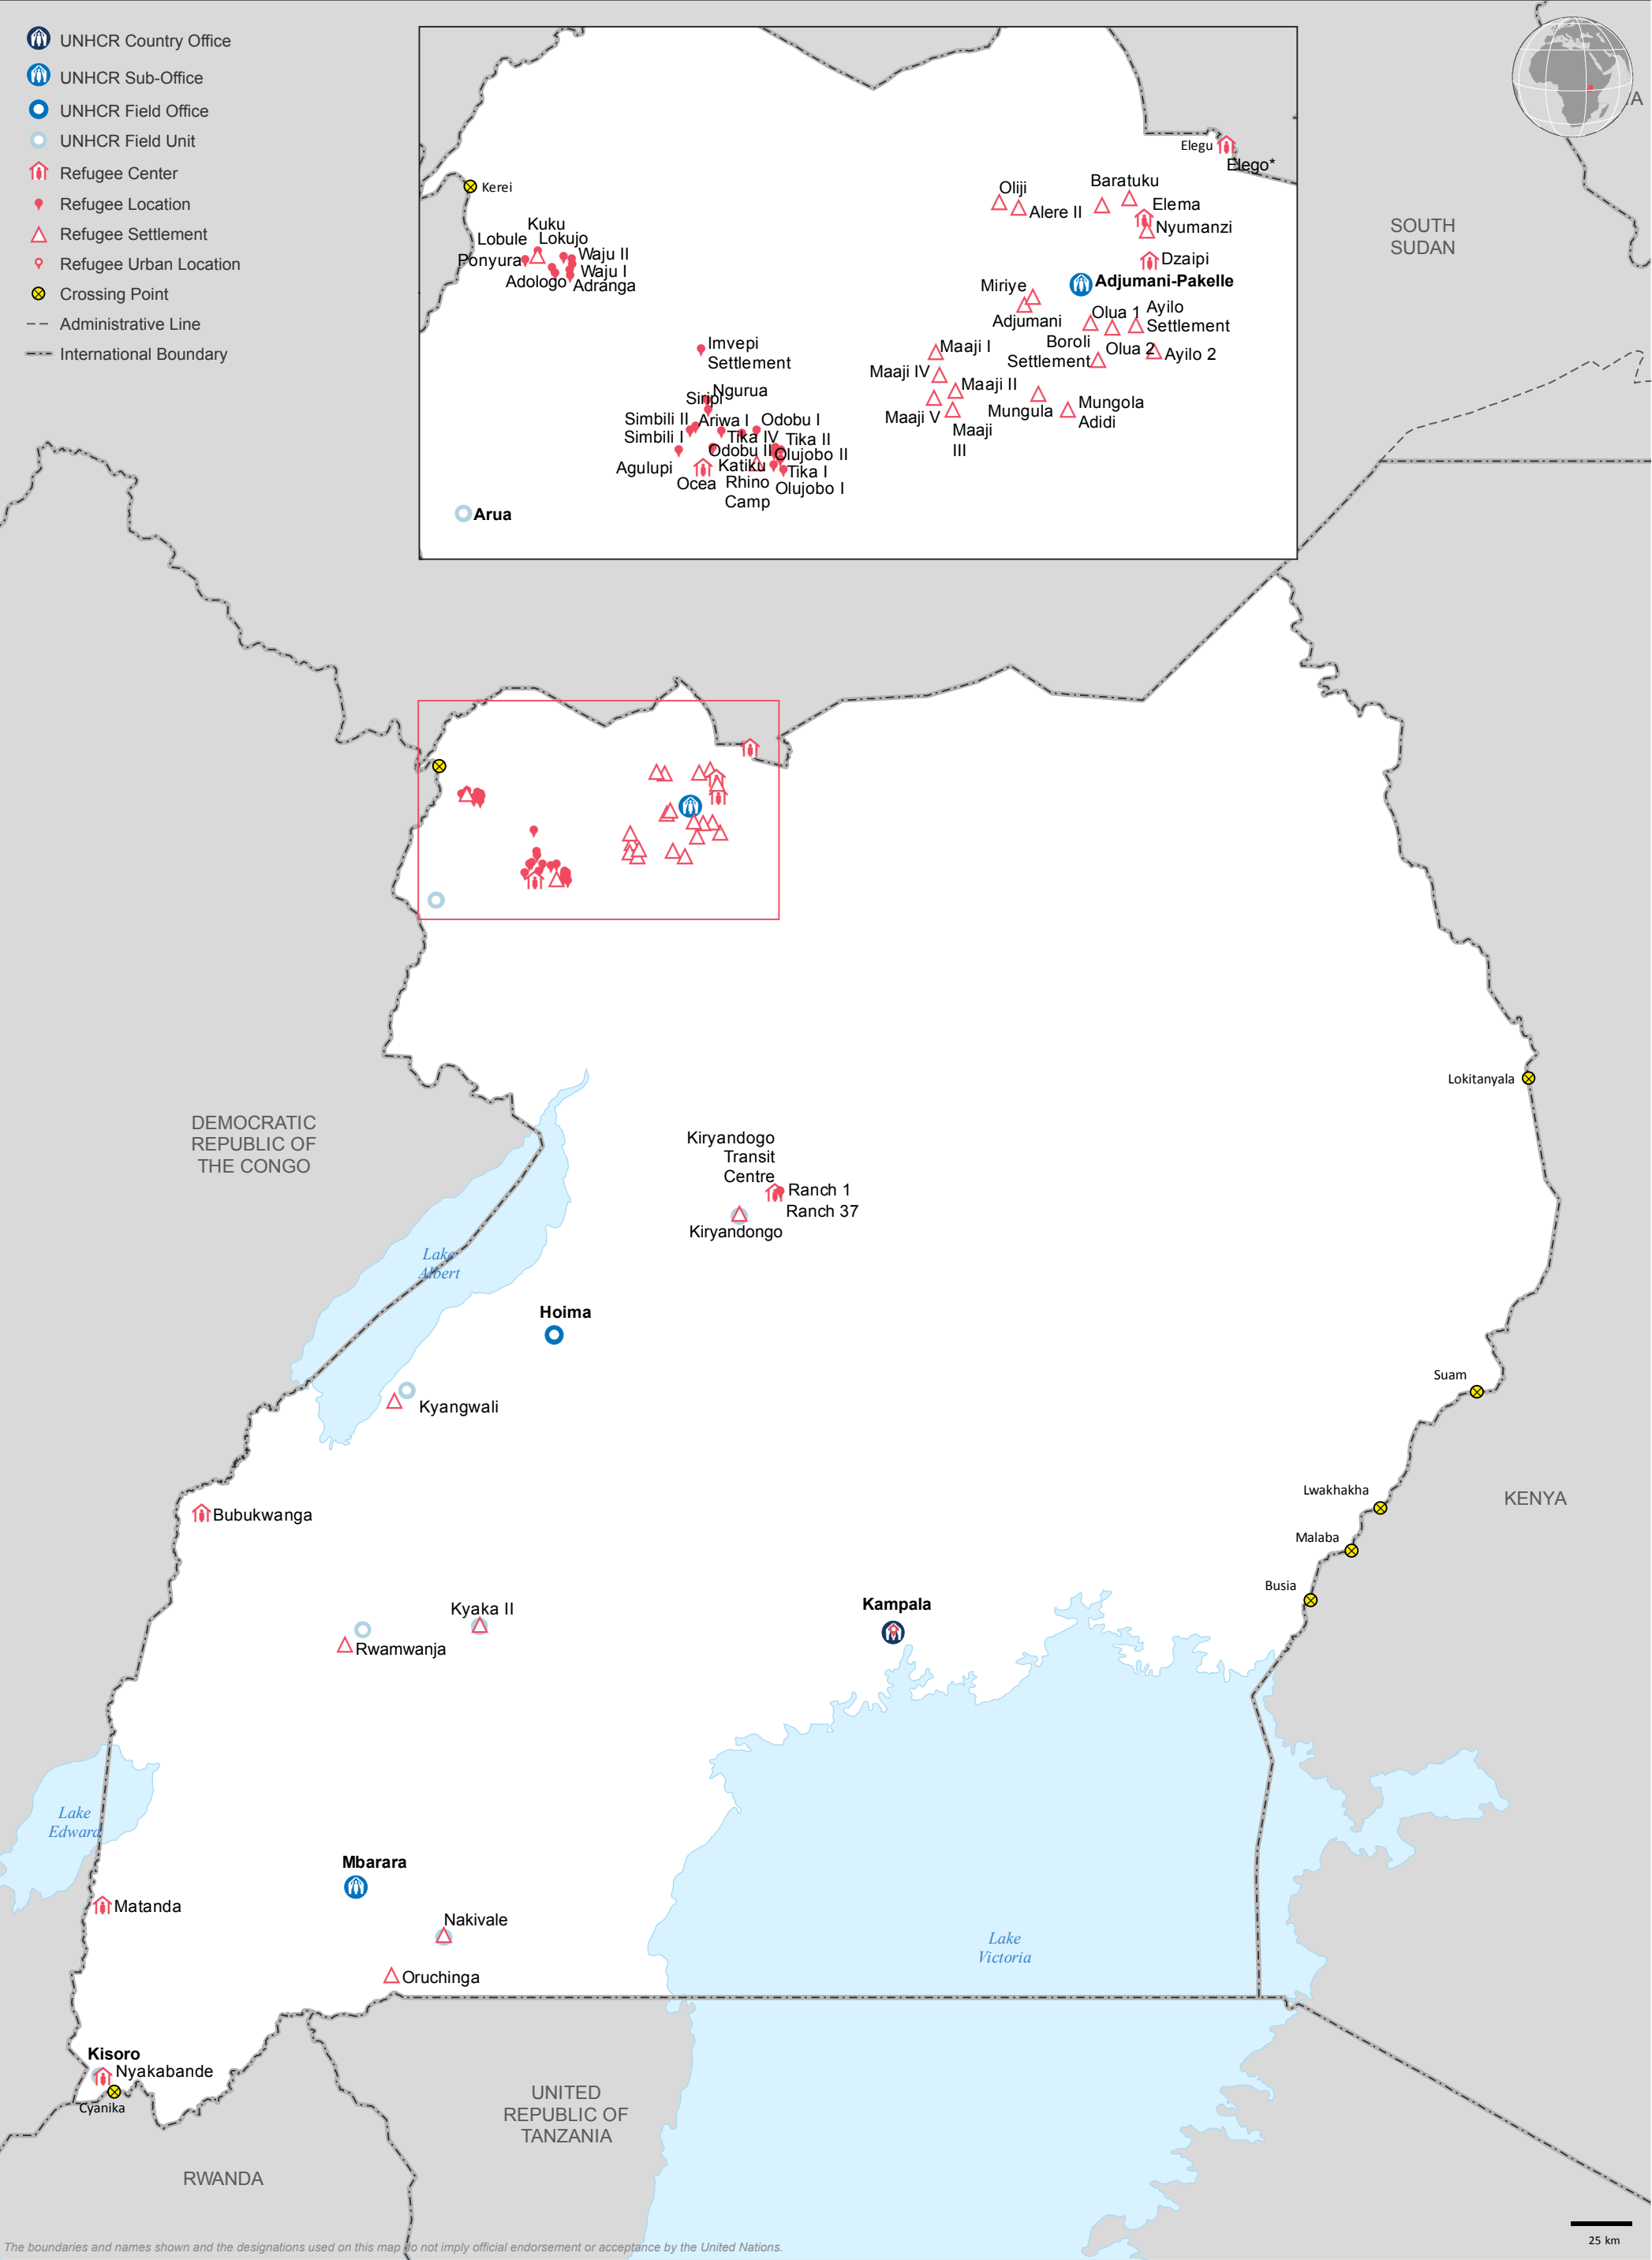 UNHCR Country Office
UNHCR Sub-Office
UNHCR Field Office
UNHCR Field Unit
Refugee Center
Refugee Location
Refugee Settlement
Refugee Urban Location
Crossing Point
Administrative Line
International Boundary
Elegu
Elego*
Kerei
Kuku
Lobule
Lokujo
Ponyura
Waju II
Waju I
Adologo
Adranga
Oliji
Alere II
Baratuku
Elema
Nyumanzi
Dzaipi
Adjumani-Pakelle
Miriye
Adjumani
Olua 1
Ayilo
Settlement
Boroli
Settlement
Olua 2
Ayilo 2
Maaji I
Maaji IV
Maaji II
Maaji V
Maaji
III
Mungula
Mungola
Adidi
Imvepi
Settlement
Ngurua
Siripi
Simbili II
Ariwa I
Odobu I
Simbili I
Tika IV
Tika II
Odobu II
Olujobo II
Agulupi
Katiku
Tika I
Ocea
Rhino
Camp
Olujobo I
Arua
A
SOUTH
SUDAN
Lokitanyala
DEMOCRATIC
REPUBLIC OF
THE CONGO
Kiryandogo
Transit
Centre
Ranch 1
Ranch 37
Kiryandongo
Lake
Albert
Hoima
Kyangwali
Suam
Lwakhakha
KENYA
Malaba
Busia
Bubukwanga
Kyaka II
Rwamwanja
Kampala
Lake
Edward
Mbarara
Matanda
Nakivale
Lake
Victoria
Oruchinga
Kisoro
Nyakabande
Cyanika
UNITED
REPUBLIC OF
TANZANIA
RWANDA
25 km
The boundaries and names shown and the designations used on this map do not imply official endorsement or acceptance by the United Nations.